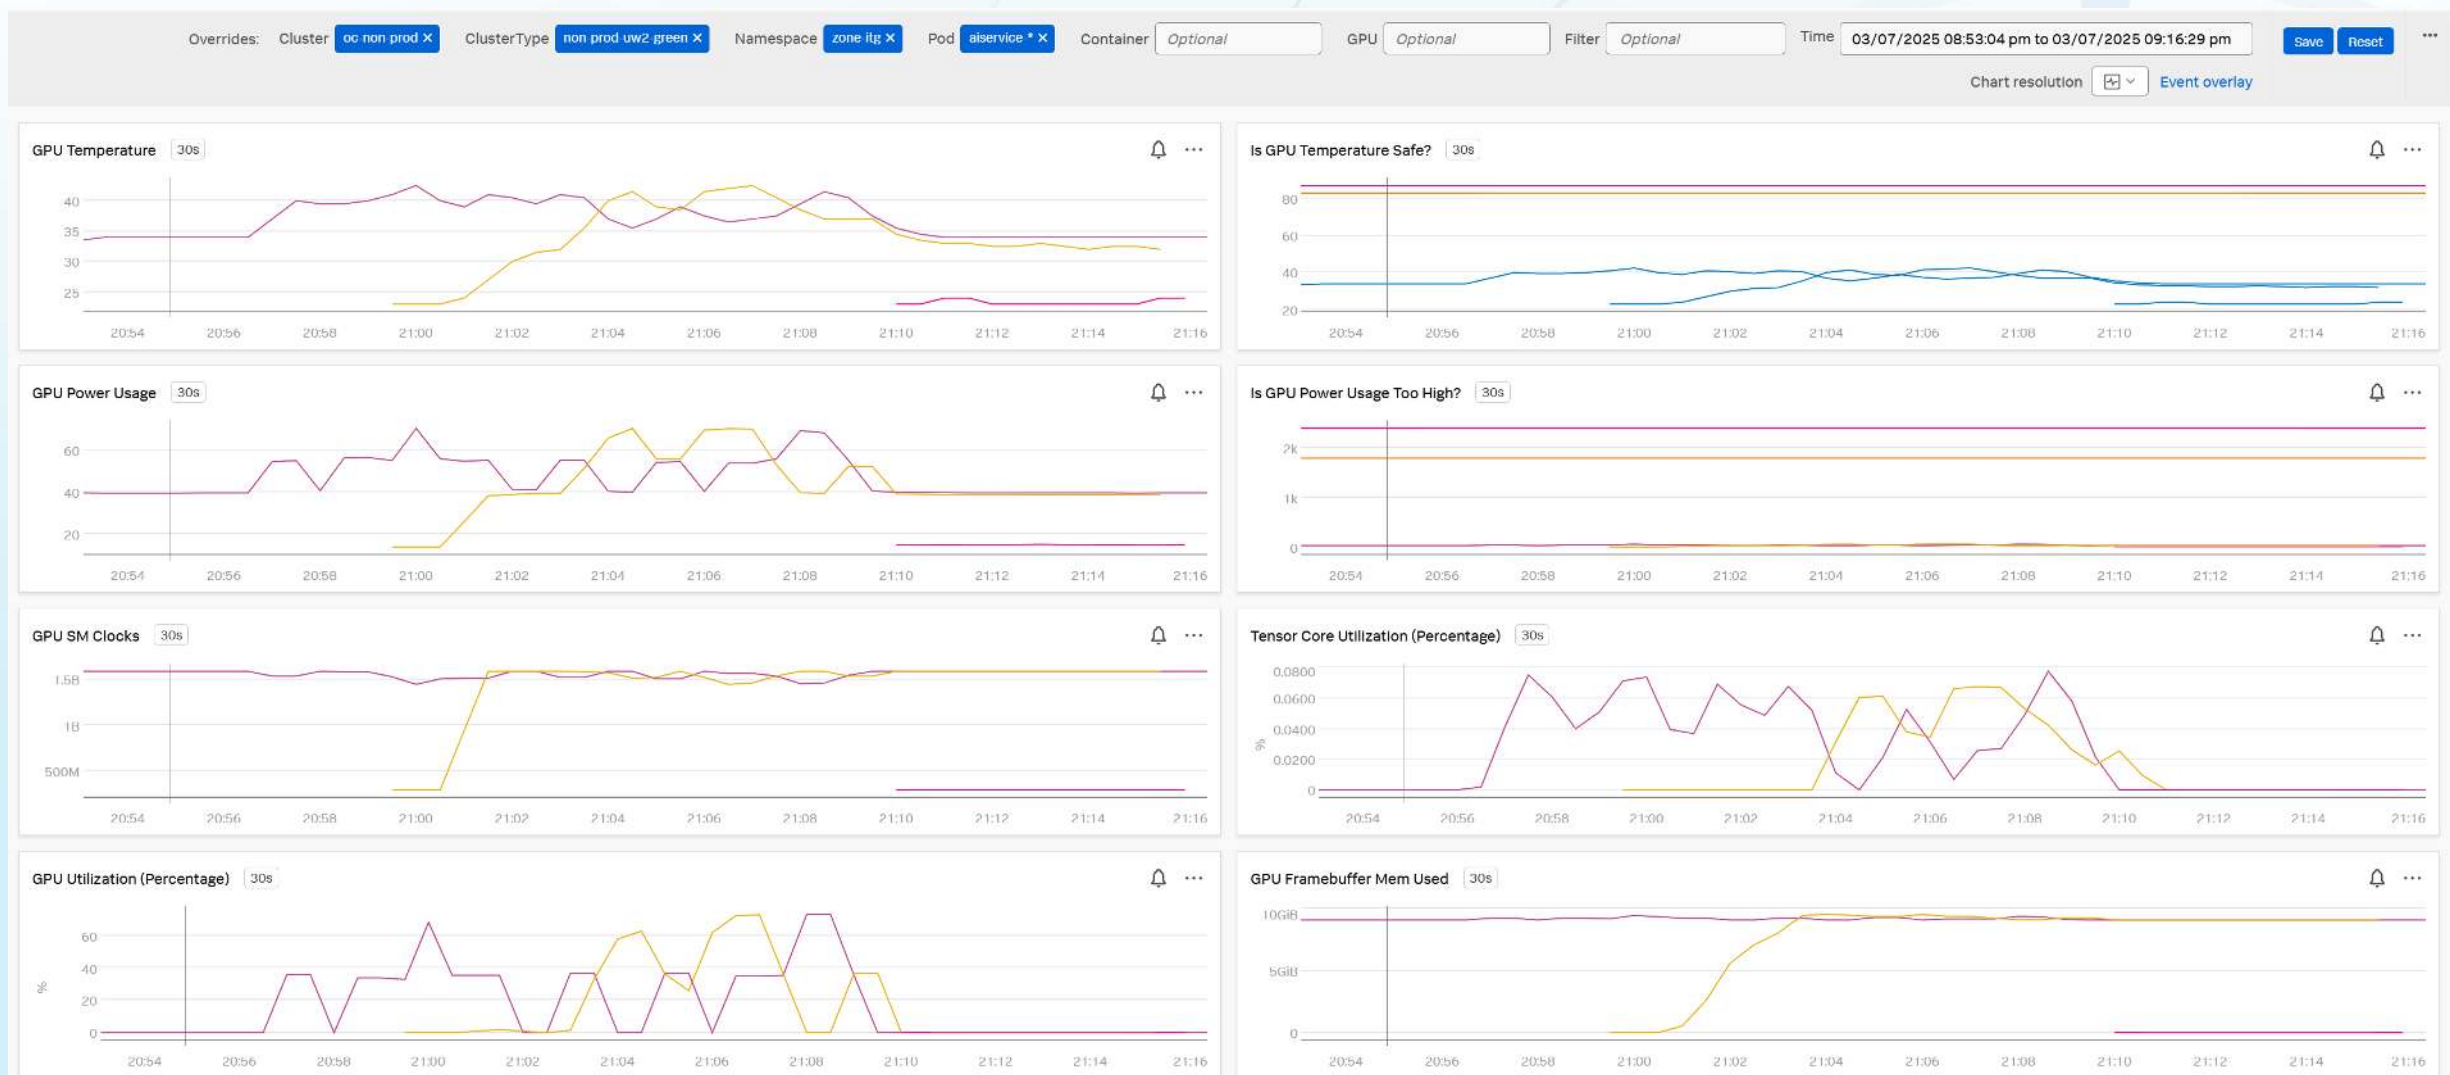 Overrides: Cluster oc non prod × ClusterType non prod uw2 green × Namespace zone itg × Pod aiservice * × Container Optional GPU Optional Filter Optional Time 03/07/2025 08:53:04 pm to 03/07/2025 09:16:29 pm Save Reset ...
Chart resolution Event overlay
GPU Temperature 30s ...
40
35
30
25
20:54 20:56 20:58 21:00 21:02 21:04 21:06 21:08 21:10 21:12 21:14 21:16
Is GPU Temperature Safe? 30s ...
80
60
40
20
20:54 20:56 20:58 21:00 21:02 21:04 21:06 21:08 21:10 21:12 21:14 21:16
GPU Power Usage 30s ...
60
40
20
20:54 20:56 20:58 21:00 21:02 21:04 21:06 21:08 21:10 21:12 21:14 21:16
Is GPU Power Usage Too High? 30s ...
2k
1k
0
20:54 20:56 20:58 21:00 21:02 21:04 21:06 21:08 21:10 21:12 21:14 21:16
GPU SM Clocks 30s ...
1.5B
1B
500M
20:54 20:56 20:58 21:00 21:02 21:04 21:06 21:08 21:10 21:12 21:14 21:16
Tensor Core Utilization (Percentage) 30s ...
0.0800
0.0600
0.0400
%
0.0200
0
20:54 20:56 20:58 21:00 21:02 21:04 21:06 21:08 21:10 21:12 21:14 21:16
GPU Utilization (Percentage) 30s ...
60
40
%
20
0
20:54 20:56 20:58 21:00 21:02 21:04 21:06 21:08 21:10 21:12 21:14 21:16
GPU Framebuffer Mem Used 30s ...
10GiB
5GiB
0
20:54 20:56 20:58 21:00 21:02 21:04 21:06 21:08 21:10 21:12 21:14 21:16